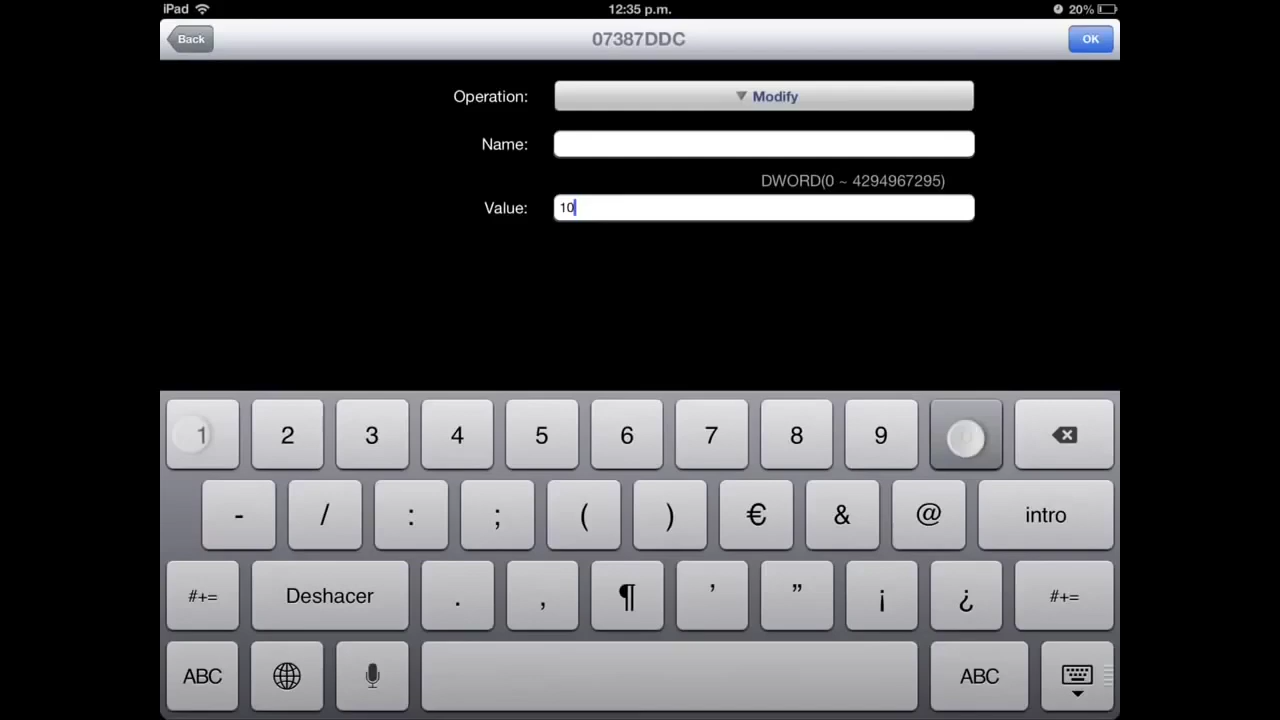 iPad 12:35 p.m. 20%
Back 07387DDC OK
Operation: ▼ Modify
Name:
DWORD(0 ~ 4294967295)
Value: 10
1 2 3 4 5 6 7 8 9
- / : ; ( ) € & @ intro
#+= Deshacer . , ¶ ’ ” ¡ ¿ #+=
ABC ABC